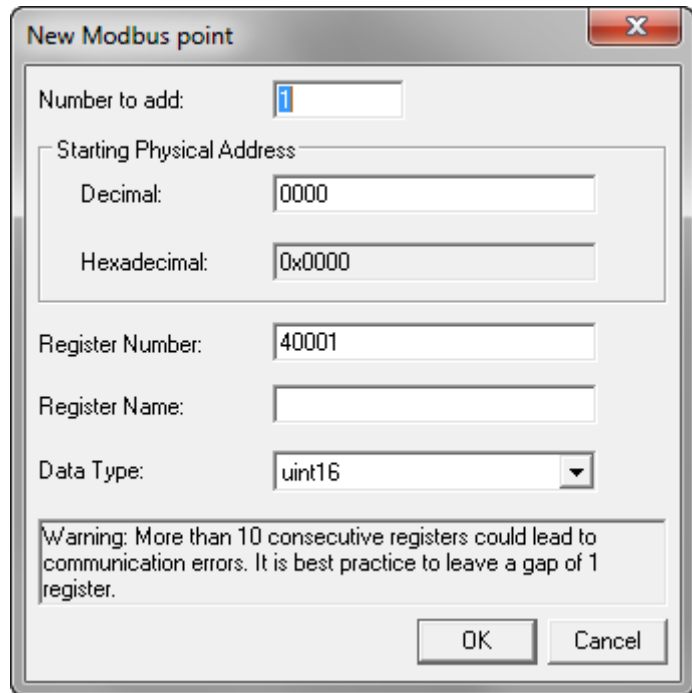 New Modbus point
Number to add: 1
Starting Physical Address
Decimal: 0000
Hexadecimal: 0x0000
Register Number: 40001
Register Name:
Data Type: uint16
Warning: More than 10 consecutive registers could lead to
communication errors. It is best practice to leave a gap of 1
register.
OK Cancel